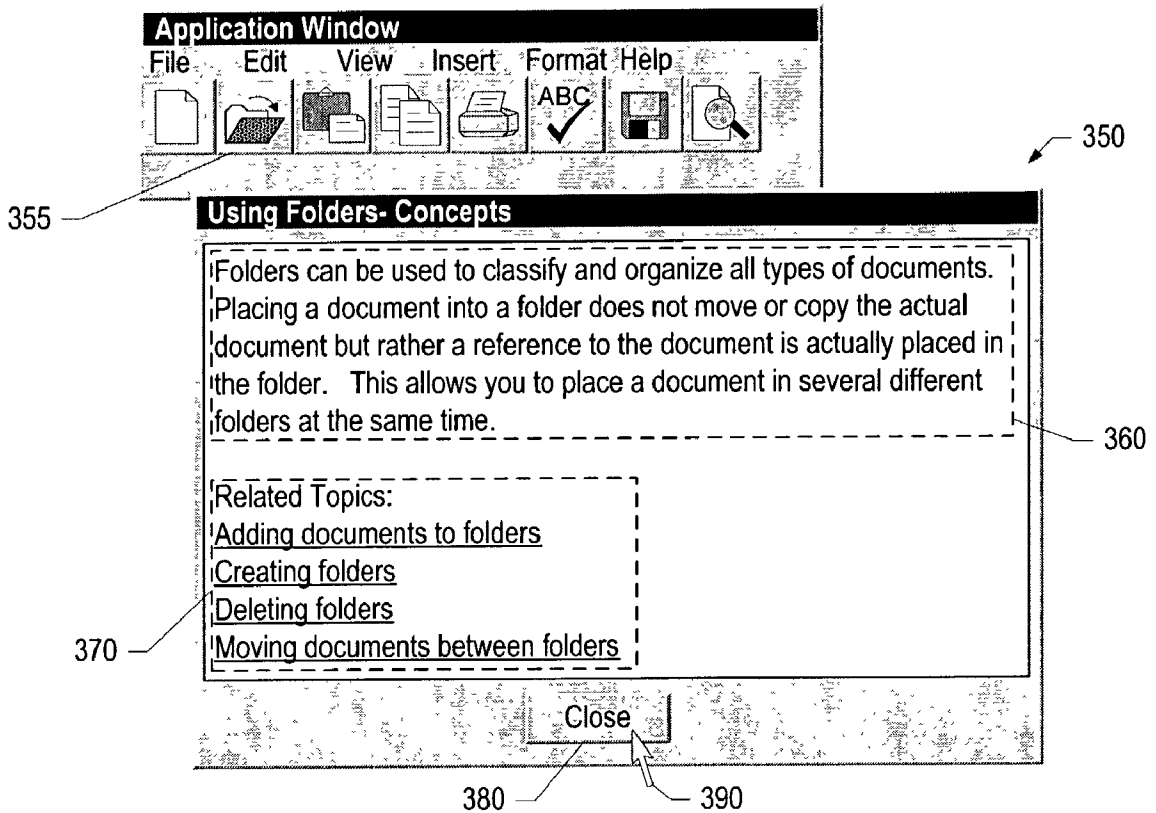 Application Window
File Edit View Insert Format Help
ABC
350
355
Using Folders- Concepts
Folders can be used to classify and organize all types of documents.
Placing a document into a folder does not move or copy the actual
document but rather a reference to the document is actually placed in
the folder. This allows you to place a document in several different
folders at the same time.
360
Related Topics:
Adding documents to folders
Creating folders
Deleting folders
370
Moving documents between folders
Close
380
390